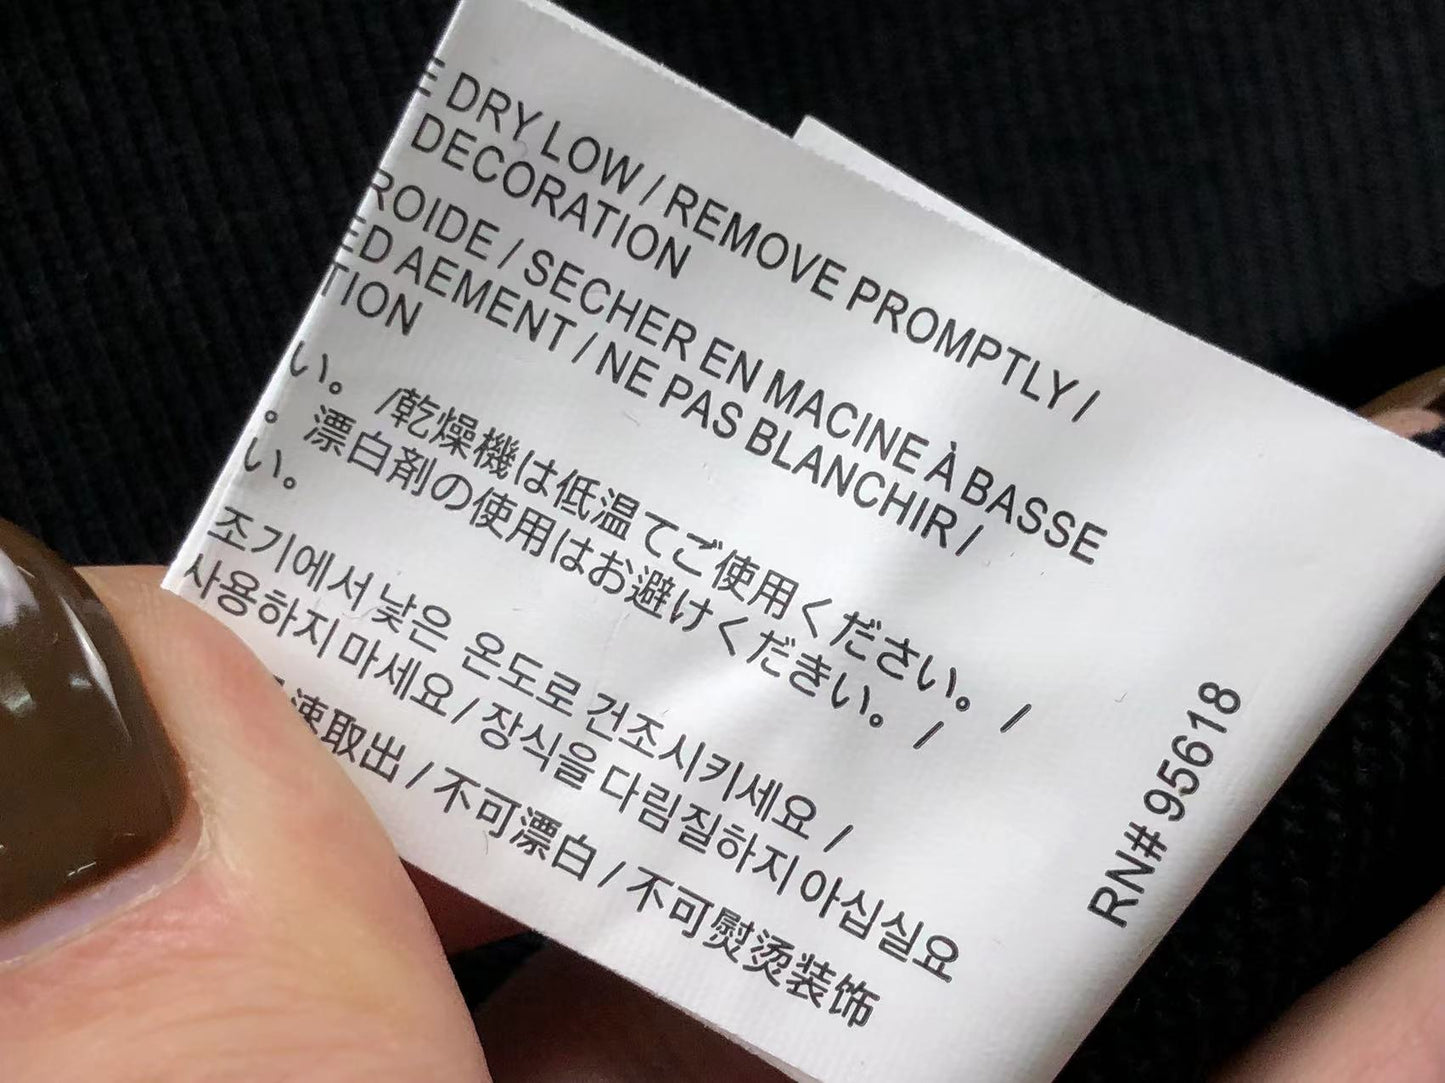 E DRY LOW / REMOVE PROMPTLY /
DECORATION
ROIDE / SECHER EN MACINE À BASSE
ED AEMENT / NE PAS BLANCHIR /
TION
い。 /乾燥機は低温てご使用ください。 /
。漂白剤の使用はお避けくだきい。 /
い。
조기에서 낮은 온도로 건조시키세요 /
사용하지 마세요 / 장식을 다림질하지 아십실요
速取出 / 不可漂白 / 不可熨烫装饰
RN# 95618